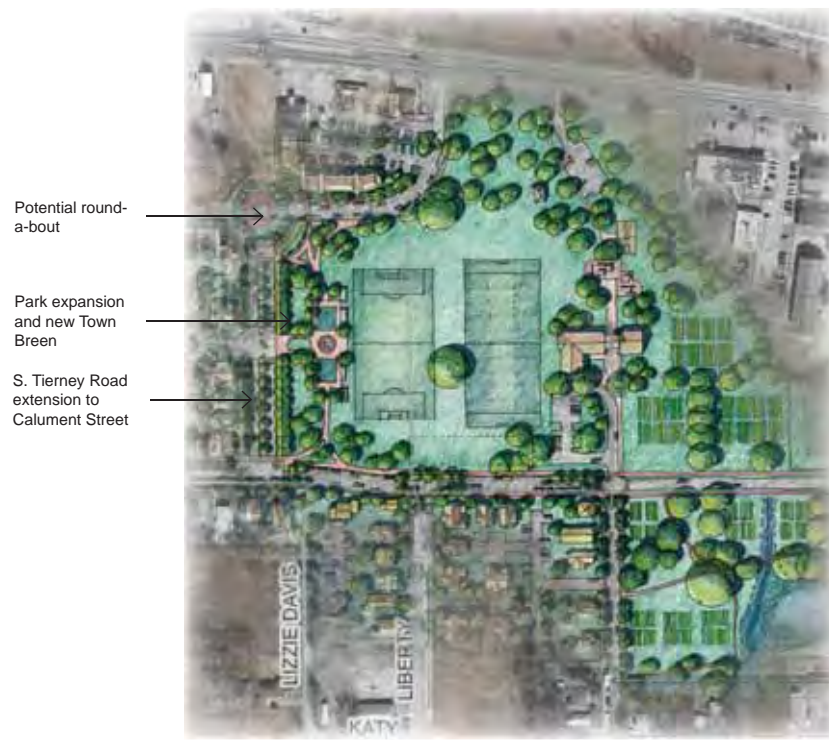 Potential round-
a-bout
Park expansion
and new Town
Breen
S. Tierney Road
extension to
Calument Street
LIZZIE DAVIS
LIBERTY
KATY